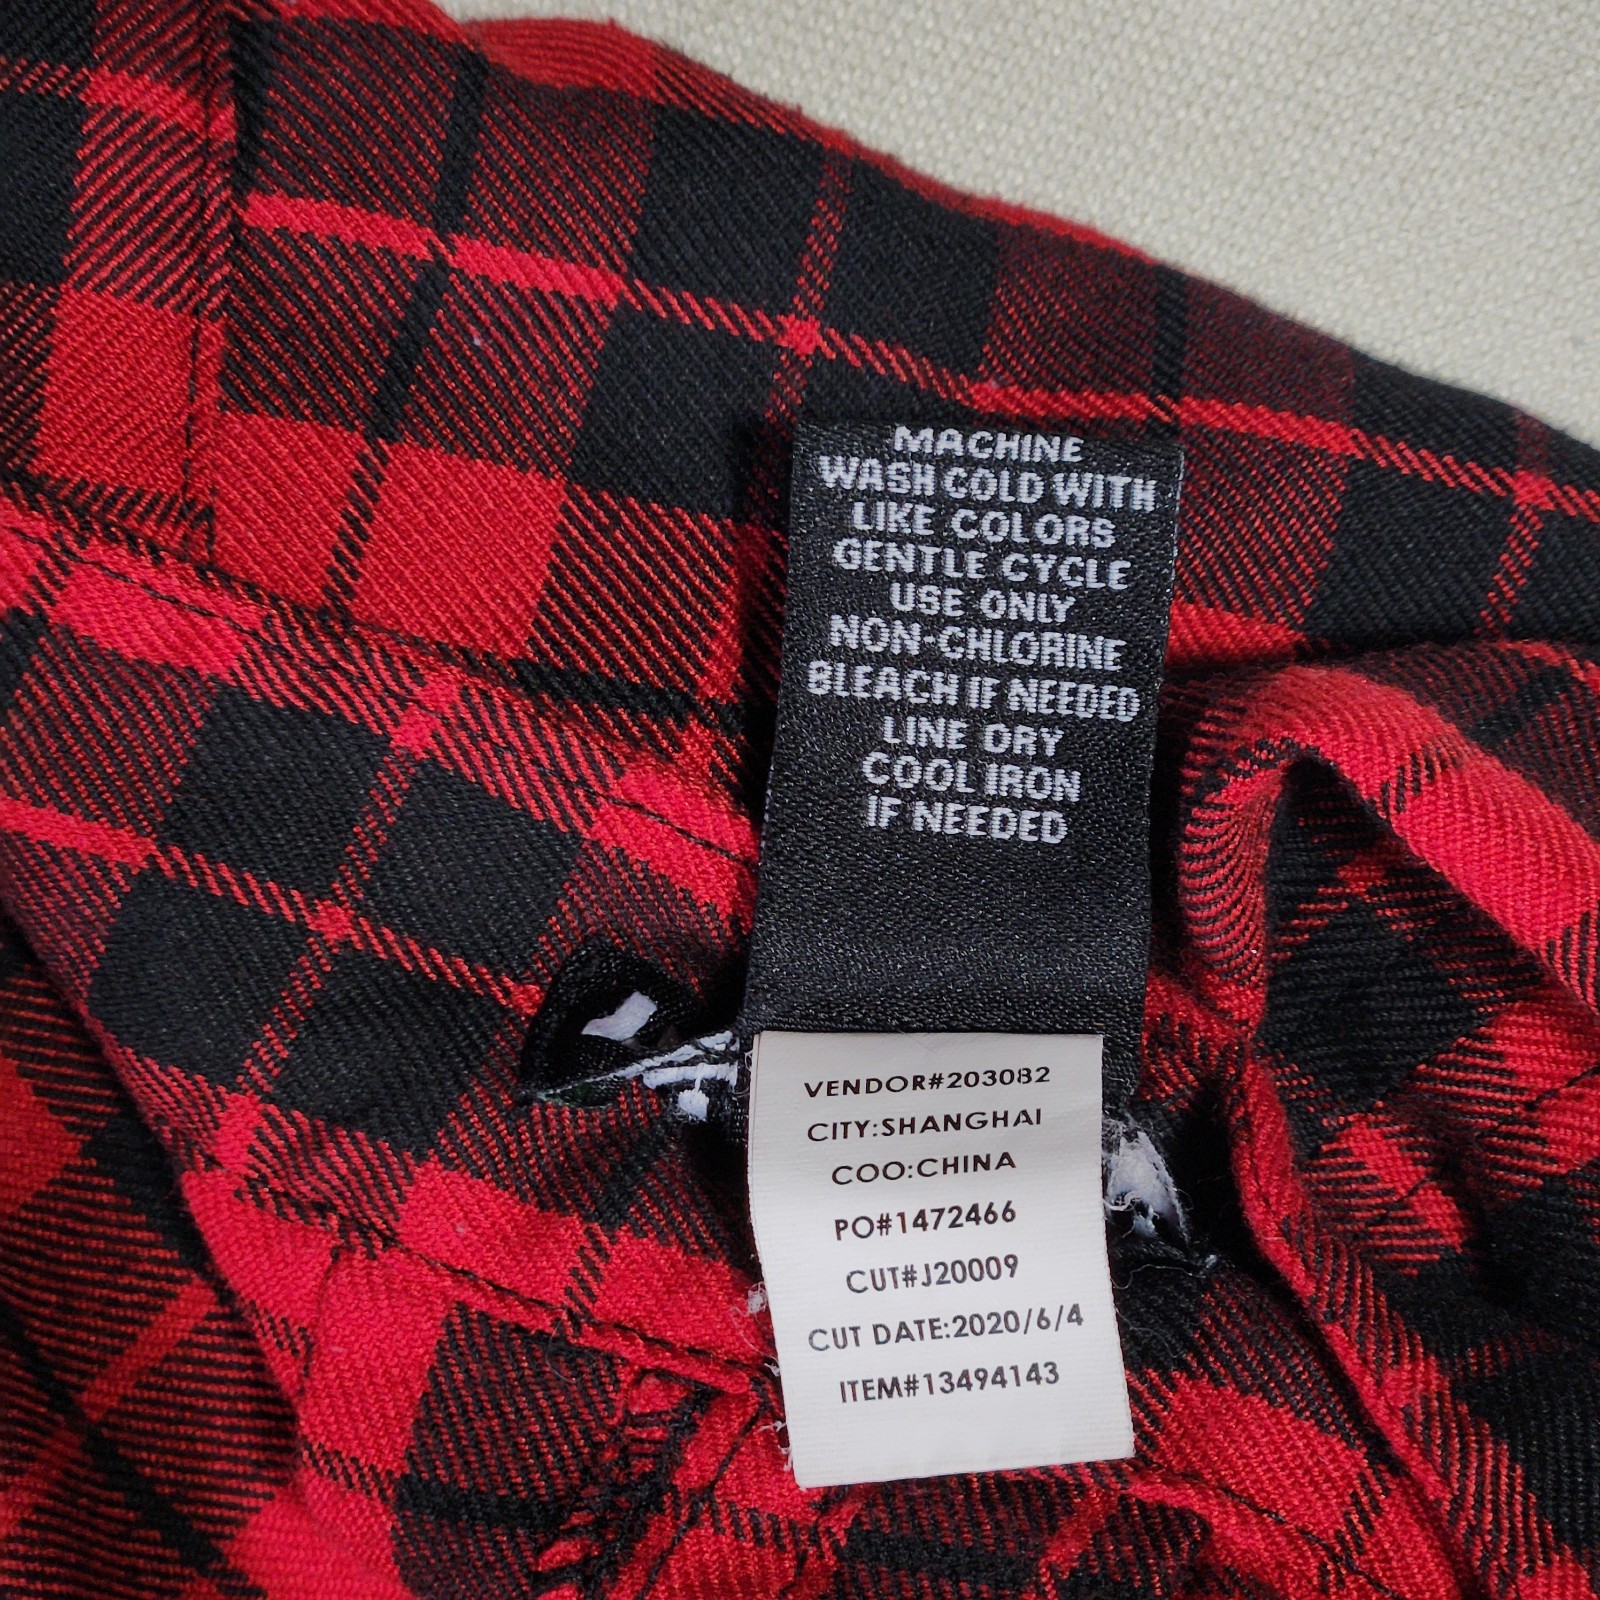 MACHINE
WASH COLD WITH
LIKE COLORS
GENTLE CYCLE
USE ONLY
NON-CHLORINE
BLEACH IF NEEDED
LINE DRY
COOL IRON
IF NEEDED
VENDOR#203082
CITY:SHANGHAI
COO:CHINA
PO#1472466
CUT#J20009
CUT DATE:2020/6/4
ITEM#13494143